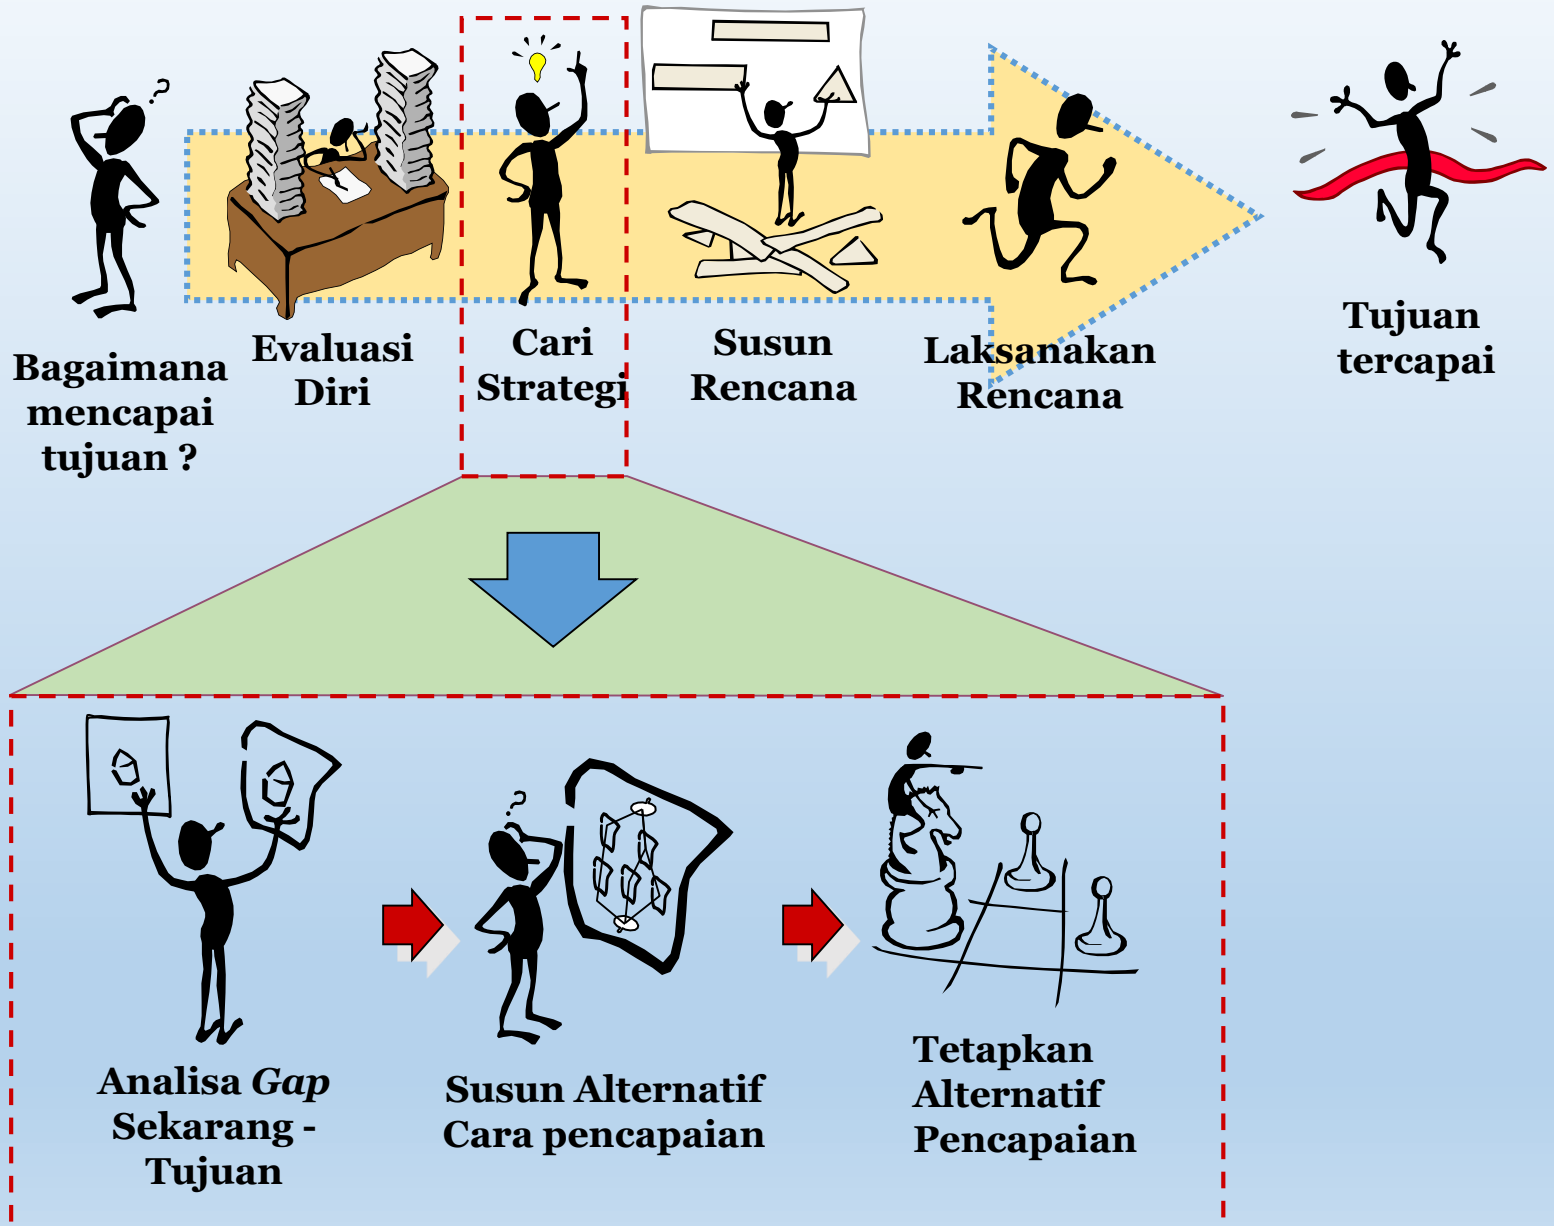 Bagaimana
mencapai
tujuan ?
Evaluasi
Diri
Cari
Strategi
Susun
Rencana
Laksanakan
Rencana
Tujuan
tercapai
?
?
Analisa Gap
Sekarang -
Tujuan
Susun Alternatif
Cara pencapaian
Tetapkan
Alternatif
Pencapaian